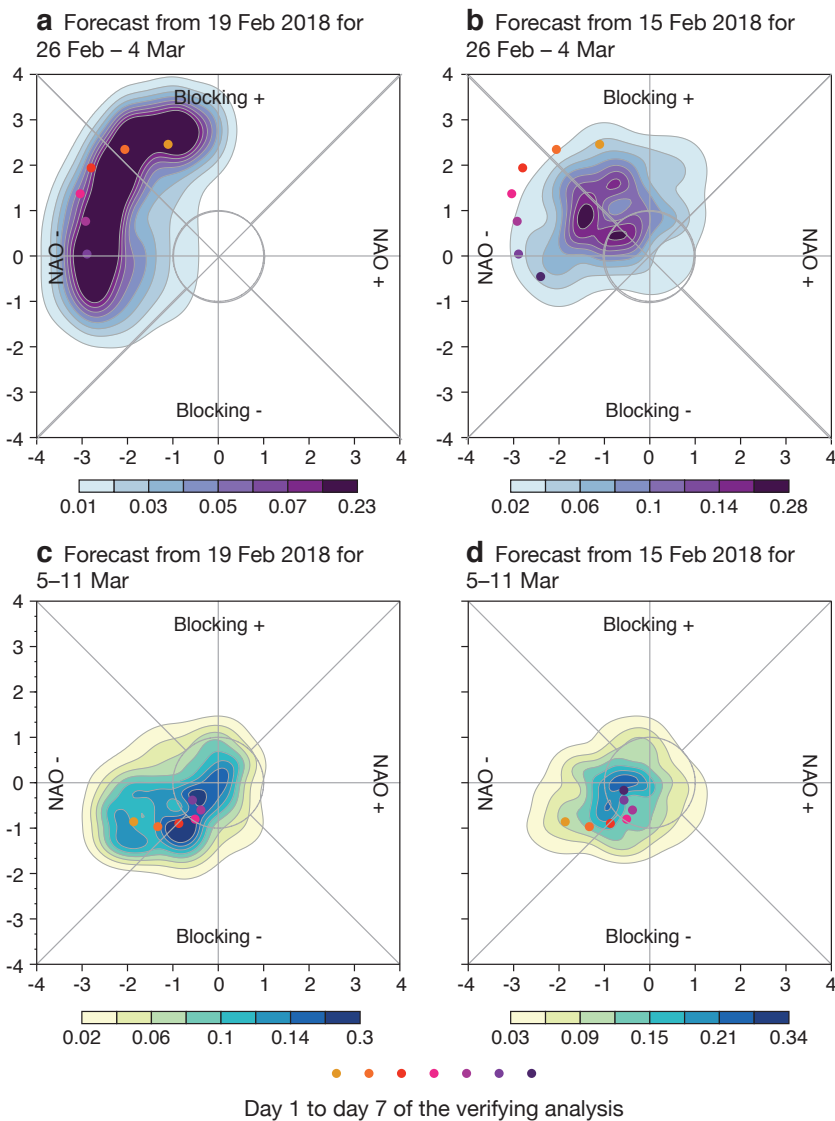 a Forecast from 19 Feb 2018 for
26 Feb – 4 Mar
4
3
2
1
0
-1
-2
-3
-4
Blocking +
NAO -
NAO +
Blocking -
-4 -3 -2 -1 0 1 2 3 4
0.01 0.03 0.05 0.07 0.23
b Forecast from 15 Feb 2018 for
26 Feb – 4 Mar
4
3
2
1
0
-1
-2
-3
-4
Blocking +
NAO -
NAO +
Blocking -
-4 -3 -2 -1 0 1 2 3 4
0.02 0.06 0.1 0.14 0.28
c Forecast from 19 Feb 2018 for
5–11 Mar
4
3
2
1
0
-1
-2
-3
-4
Blocking +
NAO -
NAO +
Blocking -
-4 -3 -2 -1 0 1 2 3 4
0.02 0.06 0.1 0.14 0.3
d Forecast from 15 Feb 2018 for
5–11 Mar
4
3
2
1
0
-1
-2
-3
-4
Blocking +
NAO -
NAO +
Blocking -
-4 -3 -2 -1 0 1 2 3 4
0.03 0.09 0.15 0.21 0.34
Day 1 to day 7 of the verifying analysis